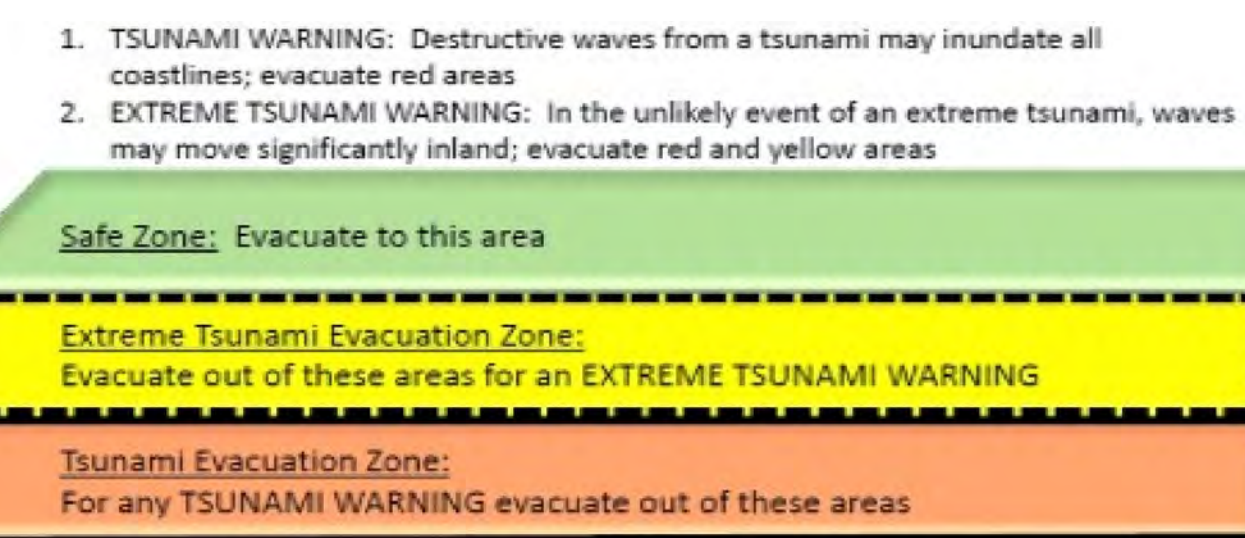 1. TSUNAMI WARNING: Destructive waves from a tsunami may inundate all
coastlines; evacuate red areas
2. EXTREME TSUNAMI WARNING: In the unlikely event of an extreme tsunami, waves
may move significantly inland; evacuate red and yellow areas
Safe Zone: Evacuate to this area
Extreme Tsunami Evacuation Zone:
Evacuate out of these areas for an EXTREME TSUNAMI WARNING
Tsunami Evacuation Zone:
For any TSUNAMI WARNING evacuate out of these areas